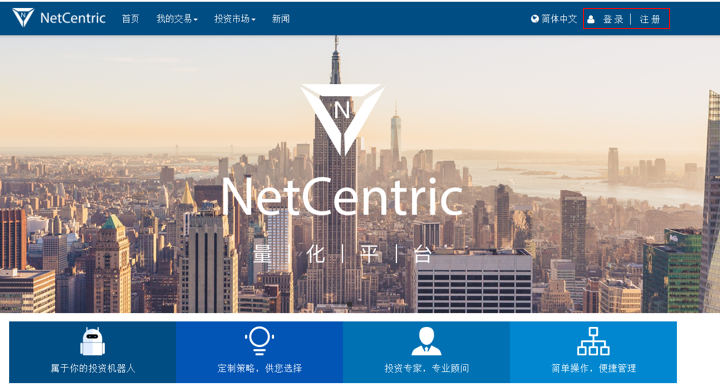 NetCentric 首页 我的交易 投资市场 新闻 简体中文 登录 | 注册
N
NetCentric
量 化 | 平 | 台
属于你的投资机器人 定制策略，供您选择 投资专家，专业顾问 简单操作，便捷管理